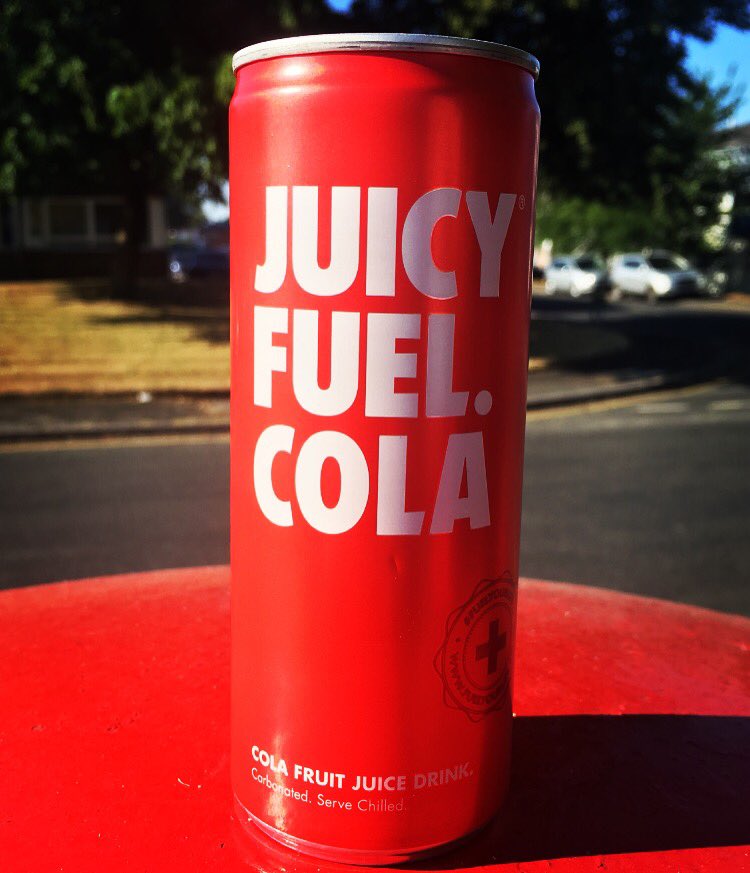 JUICY®
FUEL.
COLA
COLA FRUIT JUICE DRINK.
Carbonated. Serve Chilled.